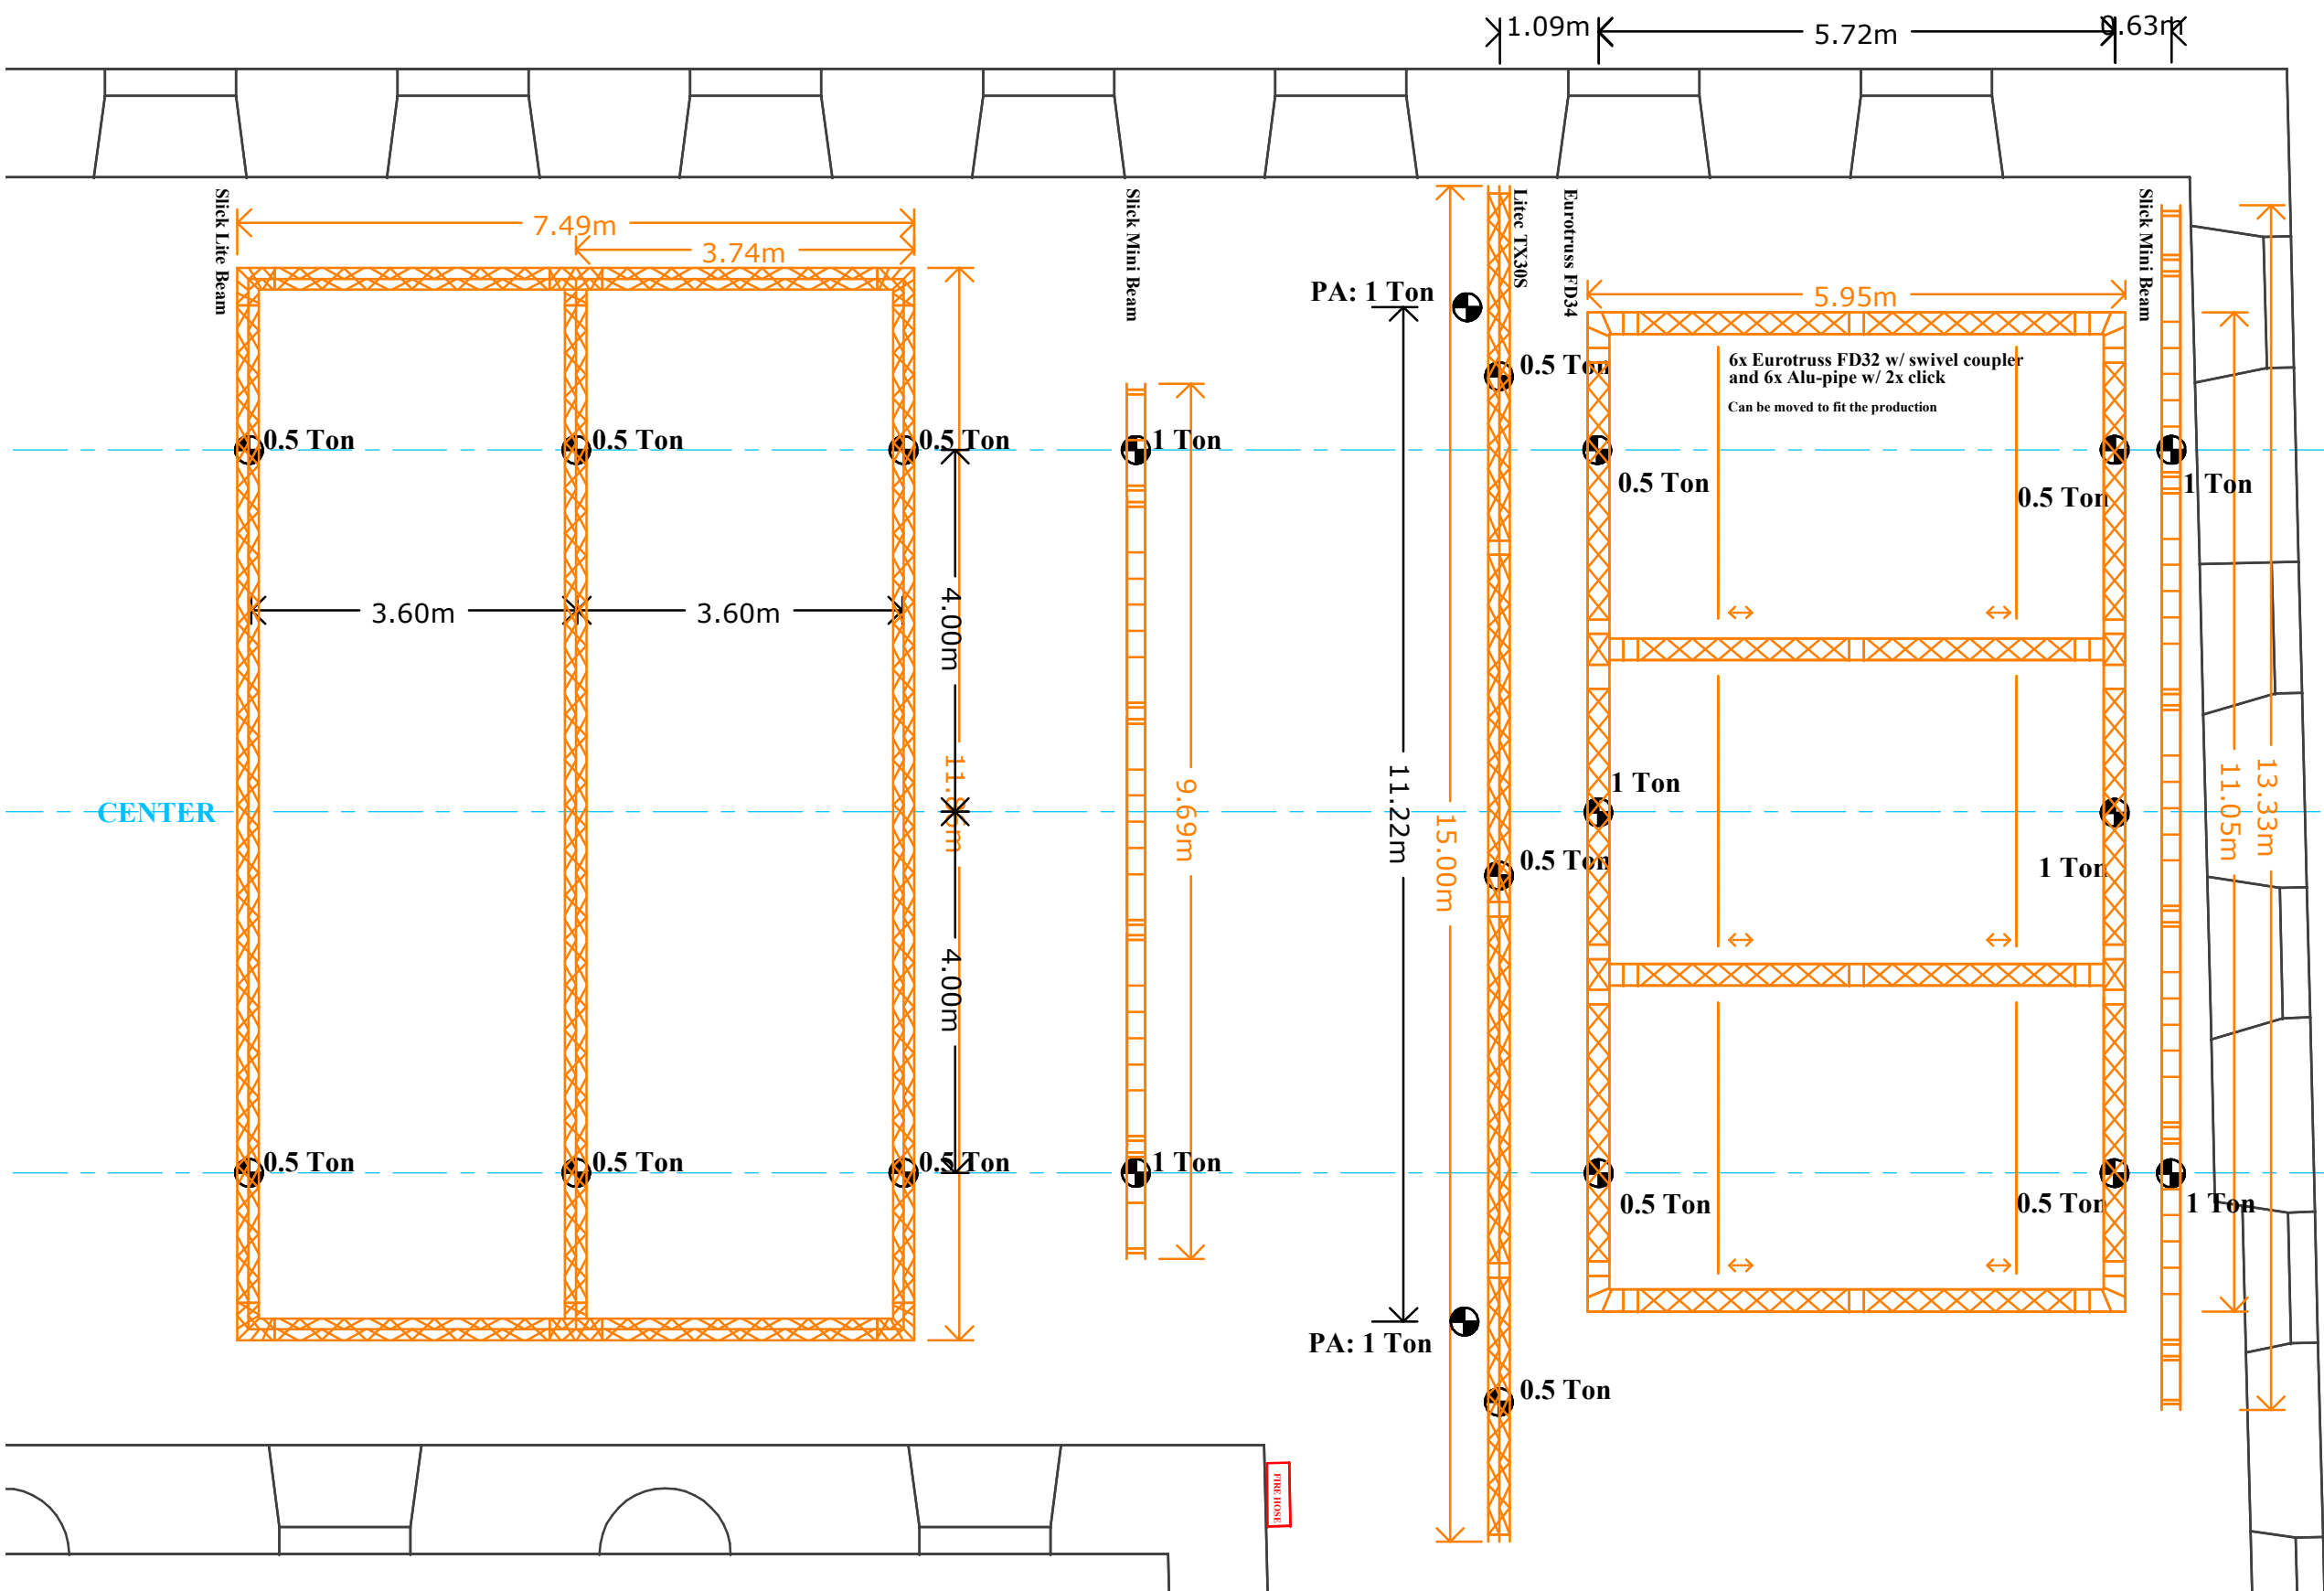 1.09m
5.72m
0.63m
Slick Lite Beam
7.49m
3.74m
Slick Mini Beam
Litec TX30S
Eurotruss FD34
Slick Mini Beam
PA: 1 Ton
5.95m
0.5 Ton
6x Eurotruss FD32 w/ swivel coupler
and 6x Alu-pipe w/ 2x click
Can be moved to fit the production
0.5 Ton
0.5 Ton
0.5 Ton
1 Ton
0.5 Ton
0.5 Ton
1 Ton
3.60m
3.60m
4.00m
CENTER
9.69m
11.22m
15.00m
1 Ton
0.5 Ton
1 Ton
11.05m
13.33m
4.00m
0.5 Ton
0.5 Ton
0.5 Ton
1 Ton
0.5 Ton
0.5 Ton
1 Ton
PA: 1 Ton
0.5 Ton
FIRE HOSE